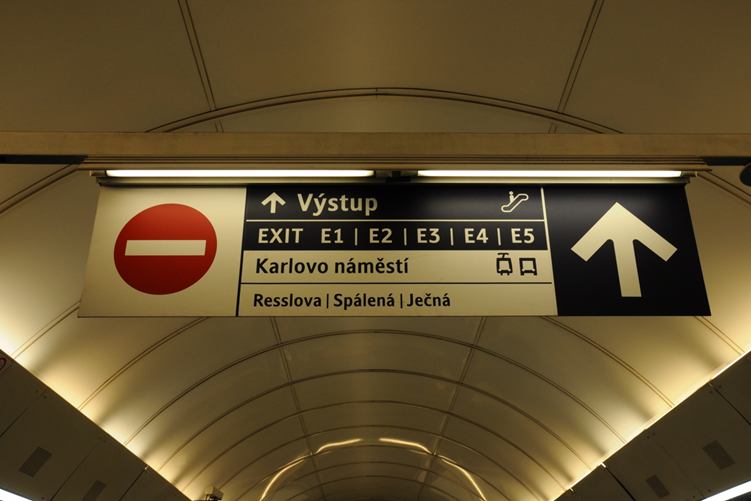 Výstup
EXIT E1 | E2 | E3 | E4 | E5
Karlovo náměstí
Resslova | Spálená | Ječná